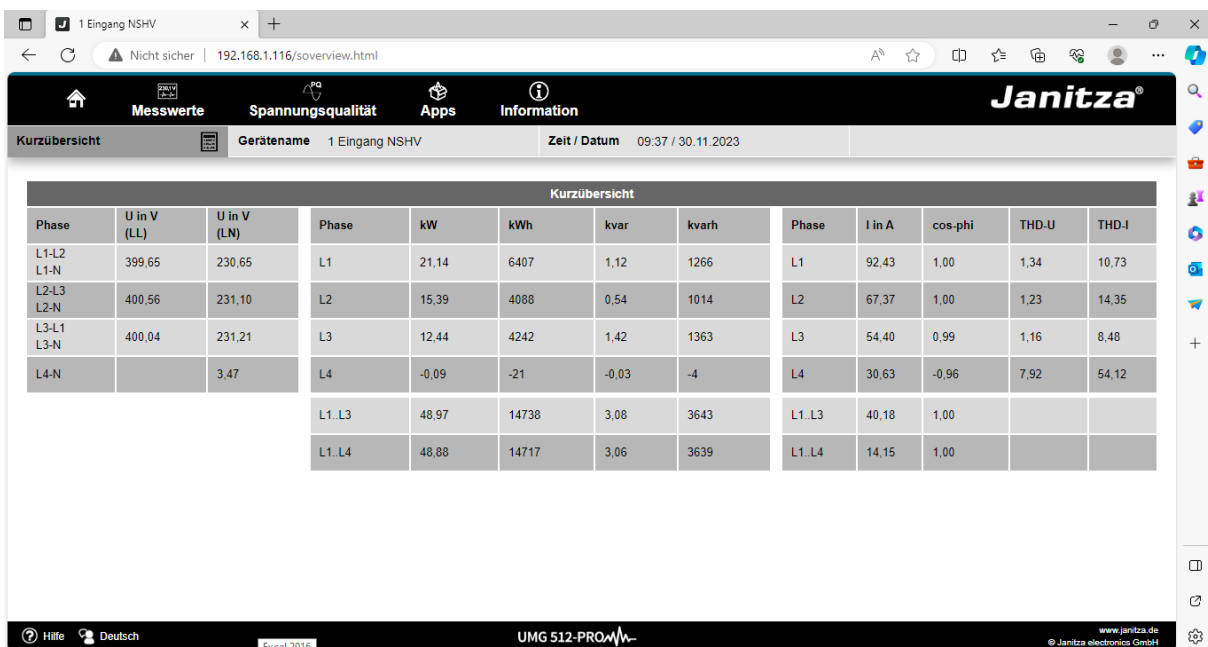 1 Eingang NSHV
Nicht sicher | 192.168.1.116/soverview.html
Messwerte Spannungsqualität Apps Information Janitza®
Kurzübersicht Gerätename 1 Eingang NSHV Zeit / Datum 09:37 / 30.11.2023
Kurzübersicht
Phase U in V (LL) U in V (LN) Phase kW kWh kvar kvarh Phase I in A cos-phi THD-U THD-I
L1-L2 L1-N 399,65 230,65 L1 21,14 6407 1,12 1266 L1 92,43 1,00 1,34 10,73
L2-L3 L2-N 400,56 231,10 L2 15,39 4088 0,54 1014 L2 67,37 1,00 1,23 14,35
L3-L1 L3-N 400,04 231,21 L3 12,44 4242 1,42 1363 L3 54,40 0,99 1,16 8,48
L4-N 3,47 L4 -0,09 -21 -0,03 -4 L4 30,63 -0,96 7,92 54,12
L1..L3 48,97 14738 3,08 3643 L1..L3 40,18 1,00
L1..L4 48,88 14717 3,06 3639 L1..L4 14,15 1,00
Hilfe Deutsch UMG 512-PRO www.janitza.de
© Janitza electronics GmbH